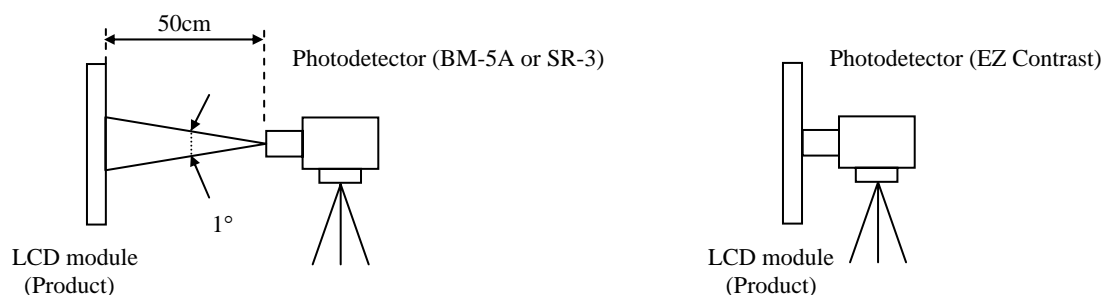 50cm
Photodetector (BM-5A or SR-3)
1°
LCD module
(Product)
Photodetector (EZ Contrast)
LCD module
(Product)